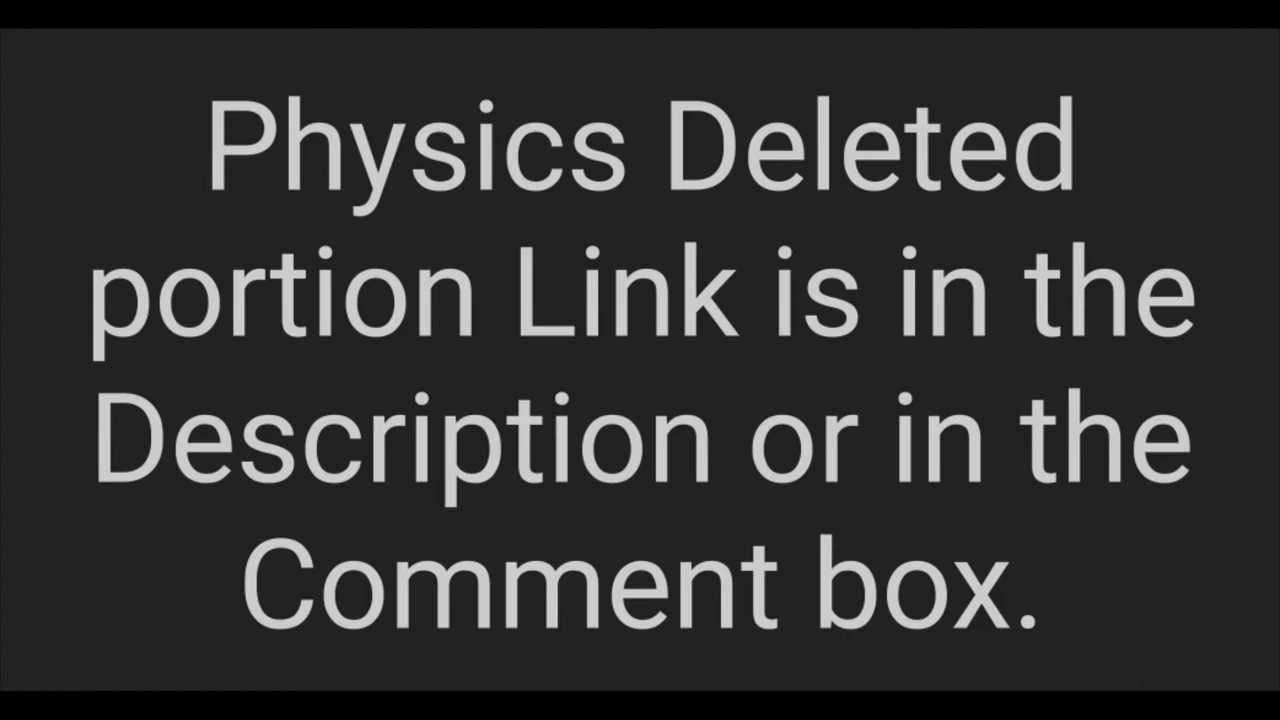 Physics Deleted
portion Link is in the
Description or in the
Comment box.